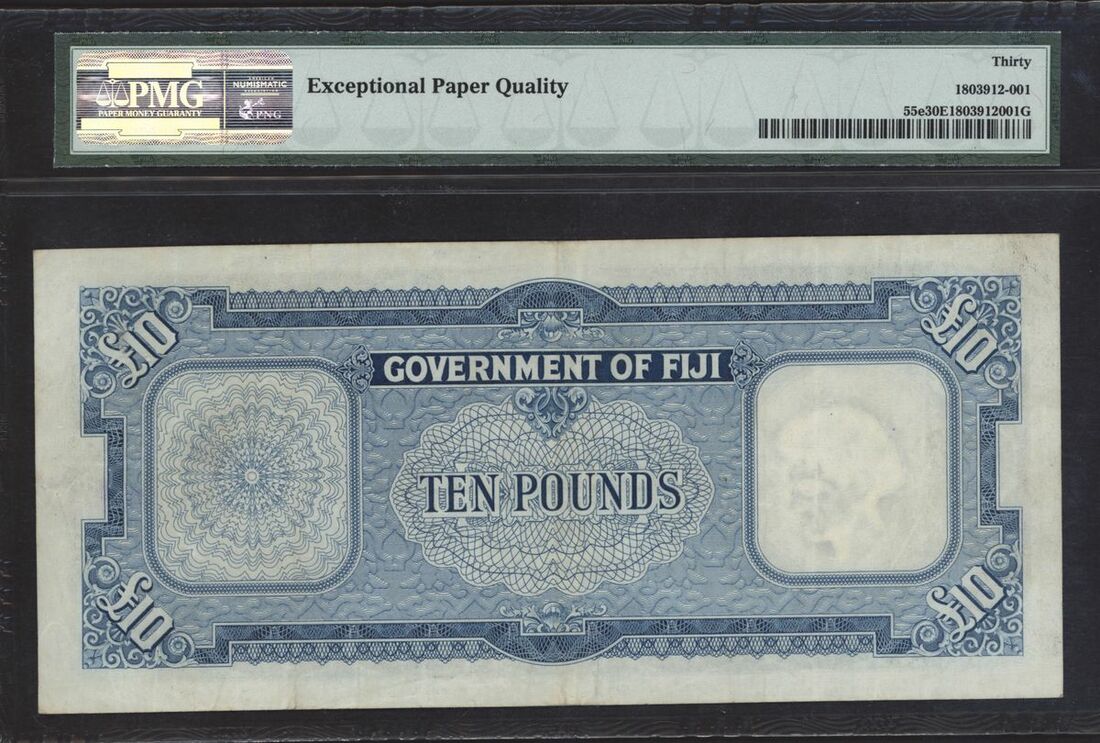 PMG
PAPER MONEY GUARANTY
NUMISMATIC
PNG
Exceptional Paper Quality
Thirty
1803912-001
55e30E1803912001G
£10
£10
GOVERNMENT OF FIJI
TEN POUNDS
£10
£10